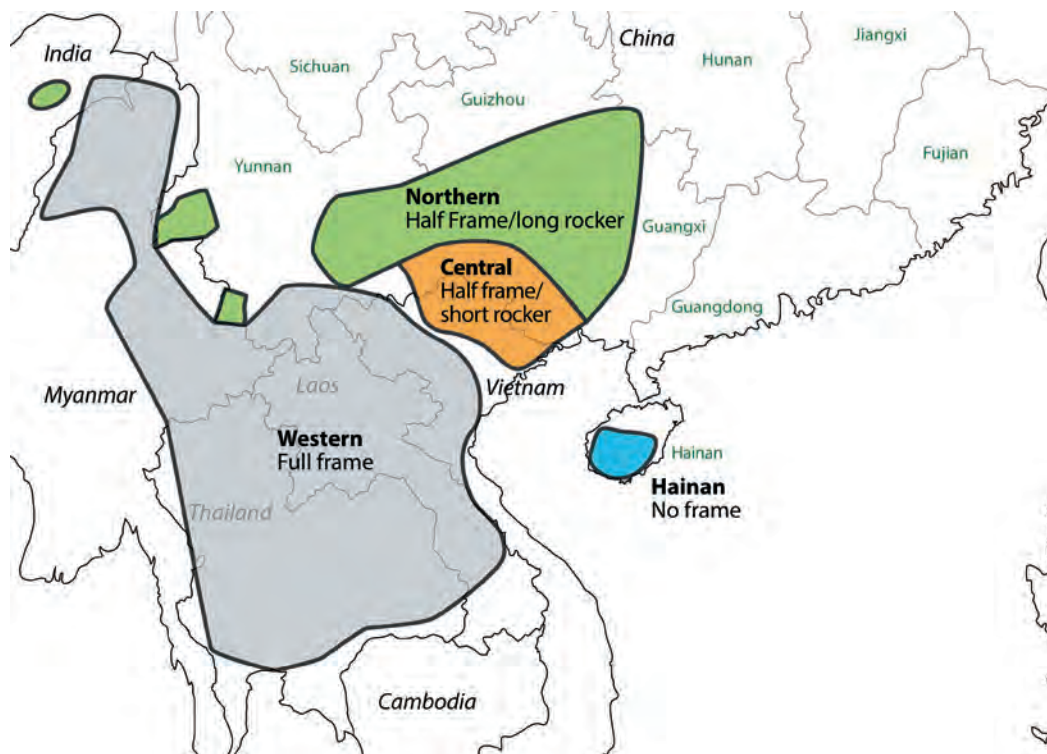 India
China
Jiangxi
Sichuan
Hunan
Guizhou
Fujian
Yunnan
Northern
Half Frame/long rocker
Guangxi
Central
Half frame/
short rocker
Guangdong
Laos
Vietnam
Myanmar
Western
Full frame
Hainan
Hainan
No frame
Thailand
Cambodia